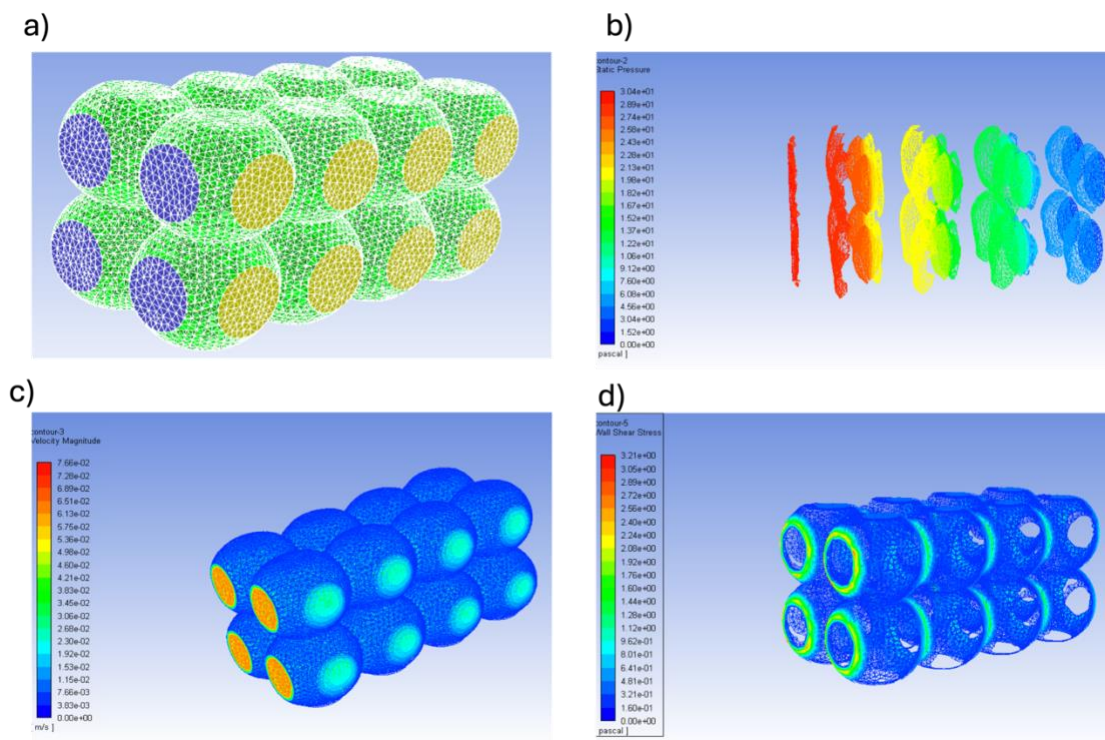 a)
b)
contour-2
Static Pressure
3.04e+01
2.89e+01
2.74e+01
2.58e+01
2.43e+01
2.28e+01
2.13e+01
1.98e+01
1.82e+01
1.67e+01
1.52e+01
1.37e+01
1.22e+01
1.06e+01
9.12e+00
7.60e+00
6.08e+00
4.56e+00
3.04e+00
1.52e+00
0.00e+00
pascal ]
c)
contour-3
Velocity Magnitude
7.66e-02
7.28e-02
6.89e-02
6.51e-02
6.13e-02
5.75e-02
5.36e-02
4.98e-02
4.60e-02
4.21e-02
3.83e-02
3.45e-02
3.06e-02
2.68e-02
2.30e-02
1.92e-02
1.53e-02
1.15e-02
7.66e-03
3.83e-03
0.00e+00
[ m/s ]
d)
contour-5
Wall Shear Stress
3.21e+00
3.05e+00
2.89e+00
2.72e+00
2.56e+00
2.40e+00
2.24e+00
2.08e+00
1.92e+00
1.76e+00
1.60e+00
1.44e+00
1.28e+00
1.12e+00
9.62e-01
8.01e-01
6.41e-01
4.81e-01
3.21e-01
1.60e-01
0.00e+00
pascal ]